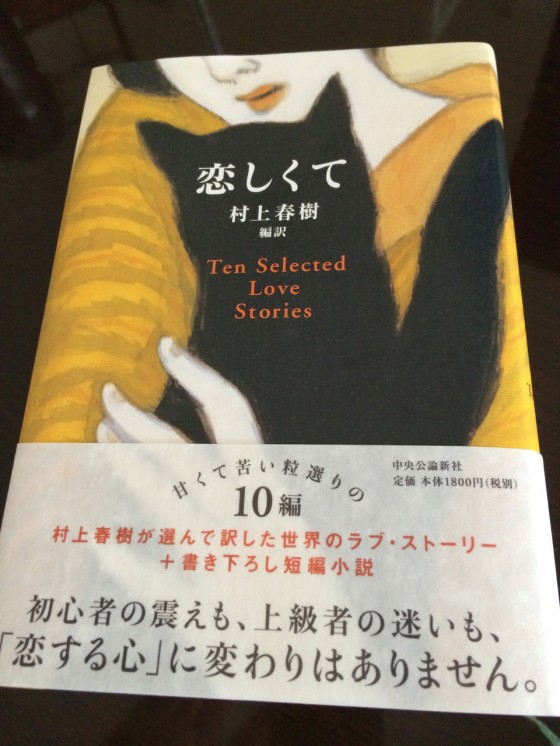 恋しくて
村上春樹
編訳
Ten Selected
Love
Stories
甘くて苦い粒選りの
10編
中央公論新社
定価 本体1800円(税別)
村上春樹が選んで訳した世界のラブ・ストーリー
+書き下ろし短編小説
初心者の震えも、上級者の迷いも、
「恋する心」に変わりはありません。